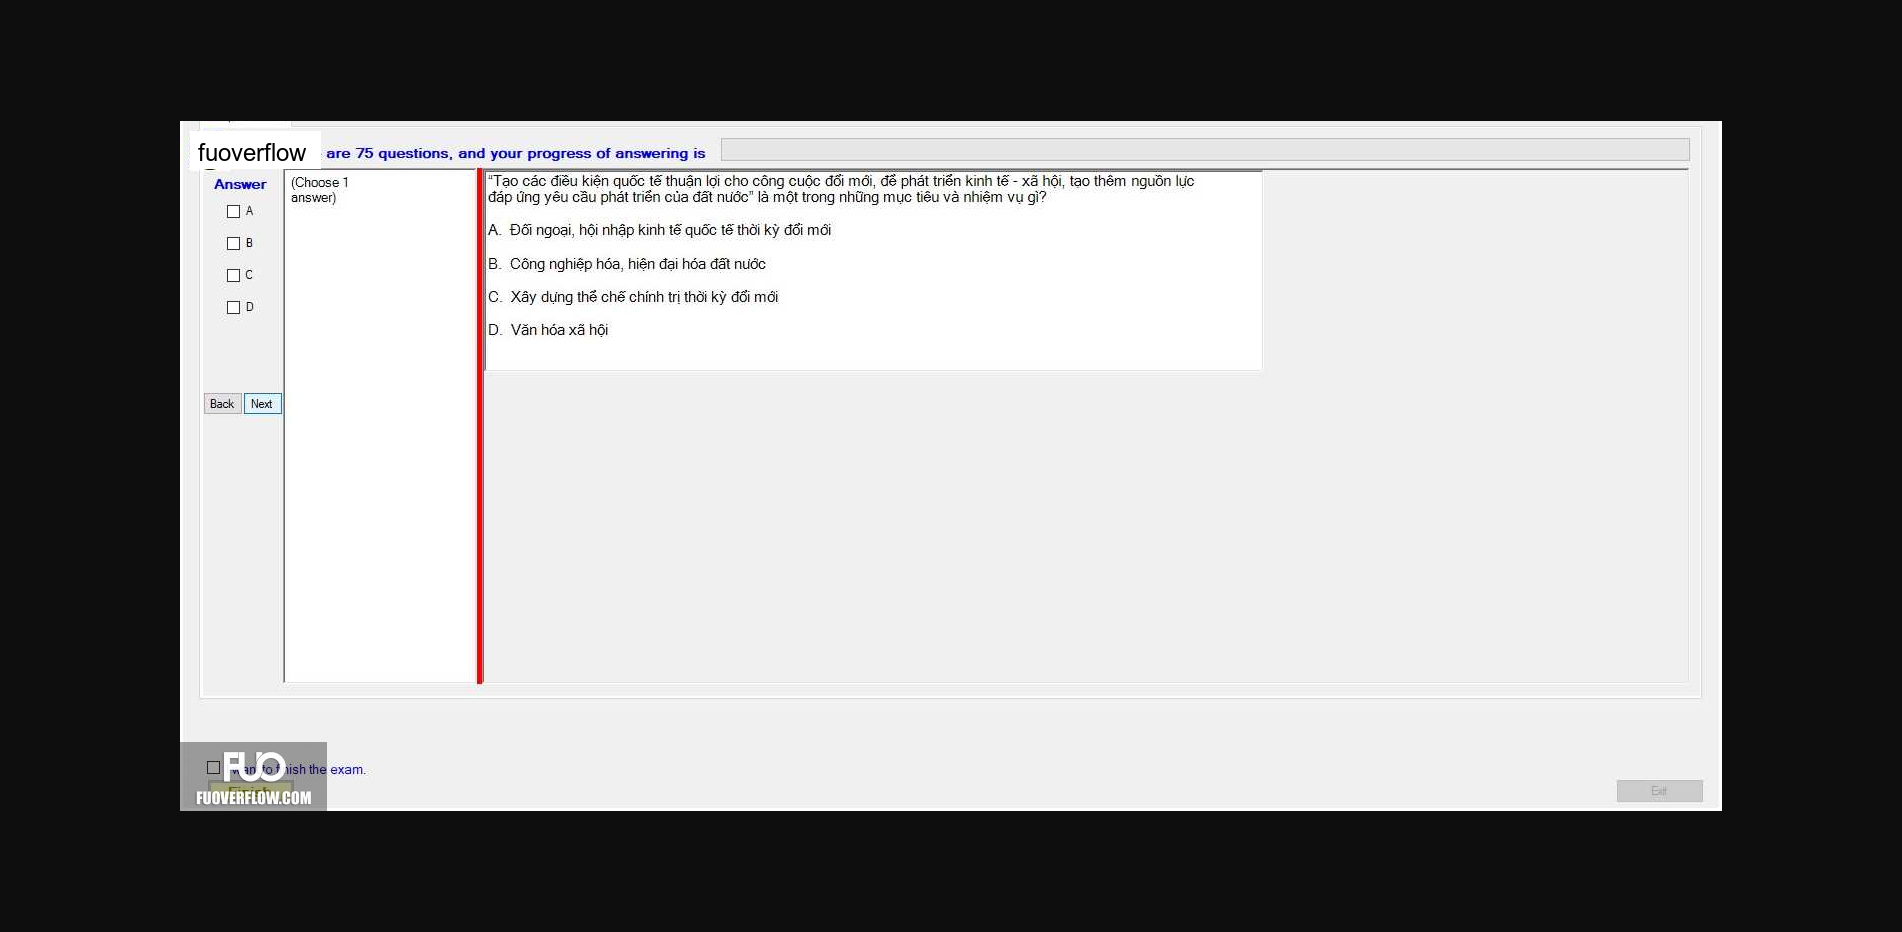 fuoverflow
are 75 questions, and your progress of answering is
Answer
(Choose 1
answer)
A
B
C
D
Back
Next
“Tạo các điều kiện quốc tế thuận lợi cho công cuộc đổi mới, để phát triển kinh tế - xã hội, tạo thêm nguồn lực
đáp ứng yêu cầu phát triển của đất nước” là một trong những mục tiêu và nhiệm vụ gì?
A. Đối ngoại, hội nhập kinh tế quốc tế thời kỳ đổi mới
B. Công nghiệp hóa, hiện đại hóa đất nước
C. Xây dựng thể chế chính trị thời kỳ đổi mới
D. Văn hóa xã hội
FUO
want to finish the exam.
Finish
FUOVERFLOW.COM
Exit